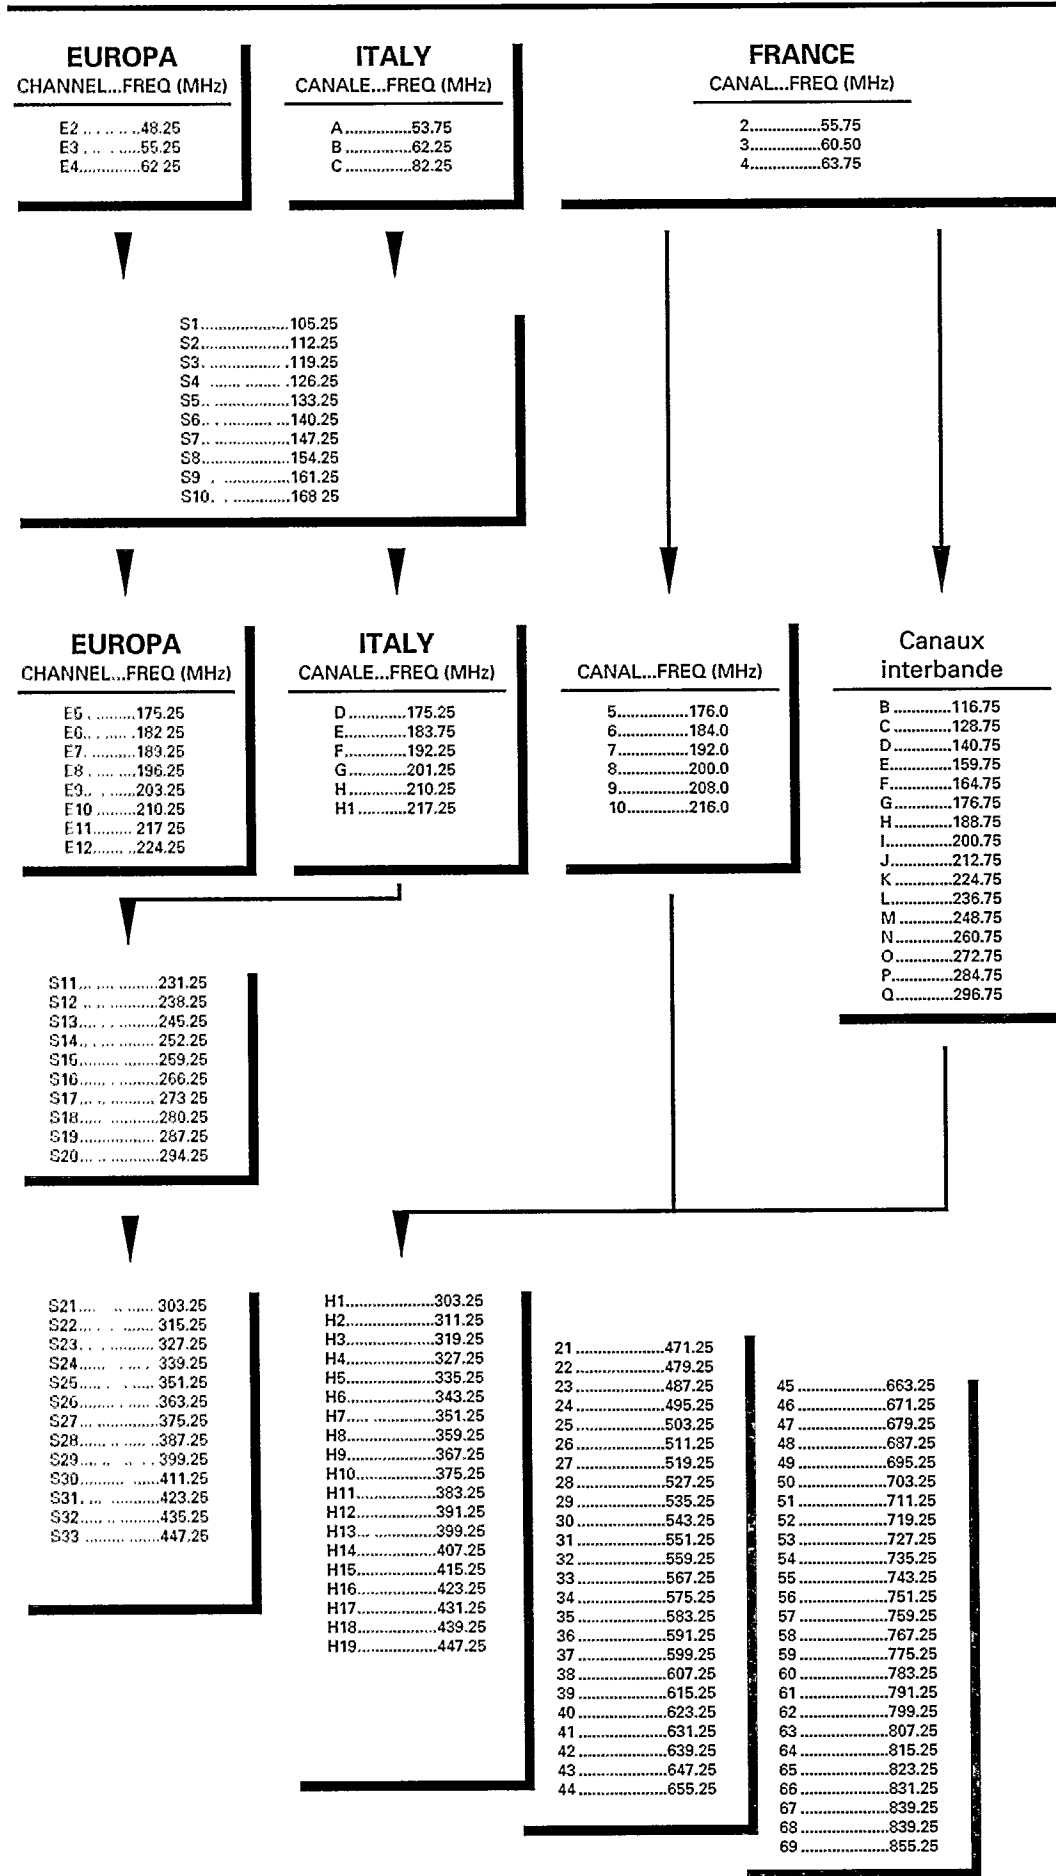 EUROPA
CHANNEL...FREQ (MHz)
E2 .. . .. .. ..48.25
E3 . .. . .....55.25
E4..............62 25
ITALY
CANALE...FREQ (MHz)
A ...............53.75
B ...............62.25
C ...............82.25
FRANCE
CANAL...FREQ (MHz)
2................55.75
3................60.50
4................63.75
S1...................105.25
S2...................112.25
S3. ................. .119.25
S4 ....... ........ .126.25
S5.. ................133.25
S6.. . ............ ...140.25
S7.. .................147.25
S8...................154.25
S9 . ..............161.25
S10. . .............168 25
EUROPA
CHANNEL...FREQ (MHz)
E5 . .........175.25
E6.. . ... . .182 25
E7. ..........189.25
E8 . .... ....196.25
E9.. . .......203.25
E10 .........210.25
E11......... 217 25
E12....... ..224.25
ITALY
CANALE...FREQ (MHz)
D .............175.25
E..............183.75
F..............192.25
G.............201.25
H .............210.25
H1 ...........217.25
CANAL...FREQ (MHz)
5................176.0
6................184.0
7................192.0
8................200.0
9................208.0
10...............216.0
Canaux
interbande
B .............116.75
C .............128.75
D .............140.75
E..............159.75
F..............164.75
G.............176.75
H .............188.75
I...............200.75
J..............212.75
K .............224.75
L..............236.75
M ............248.75
N.............260.75
O .............272.75
P..............284.75
Q.............296.75
S11... .... .........231.25
S12 .. .. ...........238.25
S13.... . . ..........245.25
S14.. . .... ........ 252.25
S15......... .........259.25
S16...... . ..........266.25
S17... .. .......... 273 25
S18..... ...........280.25
S19................. 287.25
S20... .. ...........294.25
S21.... .. ...... 303.25
S22... . . . ....... 315.25
S23. . . ........... 327.25
S24...... . .... . 339.25
S25..... . . ..... 351.25
S26........ . . .....363.25
S27 ... .............375.25
S28...... .. ..... ..387.25
S29... .. .. .. . 399.25
S30......... ......411.25
S31. ... ...........423.25
S32..... .. ........435.25
S33 ......... .......447.25
H1...................303.25
H2...................311.25
H3...................319.25
H4...................327.25
H5...................335.25
H6...................343.25
H7..... .............351.25
H8...................359.25
H9...................367.25
H10.................375.25
H11.................383.25
H12.................391.25
H13... .............399.25
H14.................407.25
H15.................415.25
H16.................423.25
H17.................431.25
H18.................439.25
H19.................447.25
21 ...................471.25
22 ...................479.25
23 ...................487.25
24 ...................495.25
25 ...................503.25
26 ...................511.25
27 ...................519.25
28 ...................527.25
29 ...................535.25
30 ...................543.25
31 ...................551.25
32 ...................559.25
33 ...................567.25
34 ...................575.25
35 ...................583.25
36 ...................591.25
37 ...................599.25
38 ...................607.25
39 ...................615.25
40 ...................623.25
41 ...................631.25
42 ...................639.25
43 ...................647.25
44 ...................655.25
45 ...................663.25
46 ...................671.25
47 ...................679.25
48 ...................687.25
49 ...................695.25
50 ...................703.25
51 ...................711.25
52 ...................719.25
53 ...................727.25
54 ...................735.25
55 ...................743.25
56 ...................751.25
57 ...................759.25
58 ...................767.25
59 ...................775.25
60 ...................783.25
61 ...................791.25
62 ...................799.25
63 ...................807.25
64 ...................815.25
65 ...................823.25
66 ...................831.25
67 ...................839.25
68 ...................839.25
69 ...................855.25